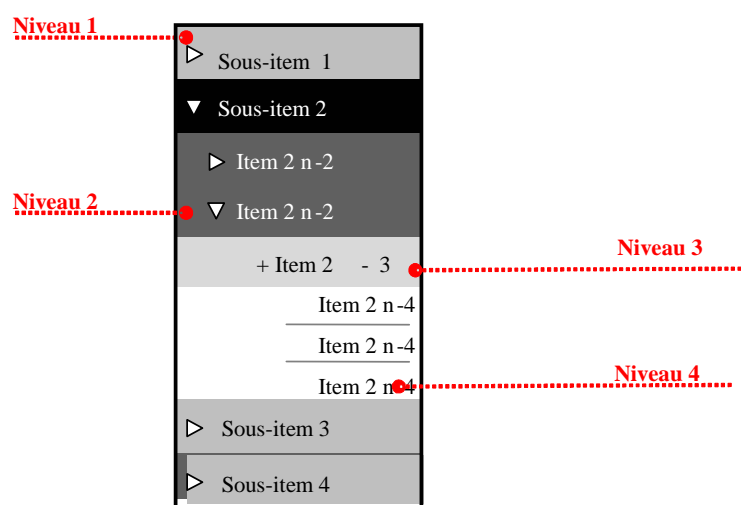 Niveau 1
Sous-item 1
Sous-item 2
Item 2 n-2
Niveau 2
Item 2 n-2
Niveau 3
+ Item 2 - 3
Item 2 n-4
Item 2 n-4
Niveau 4
Item 2 n-4
Sous-item 3
Sous-item 4